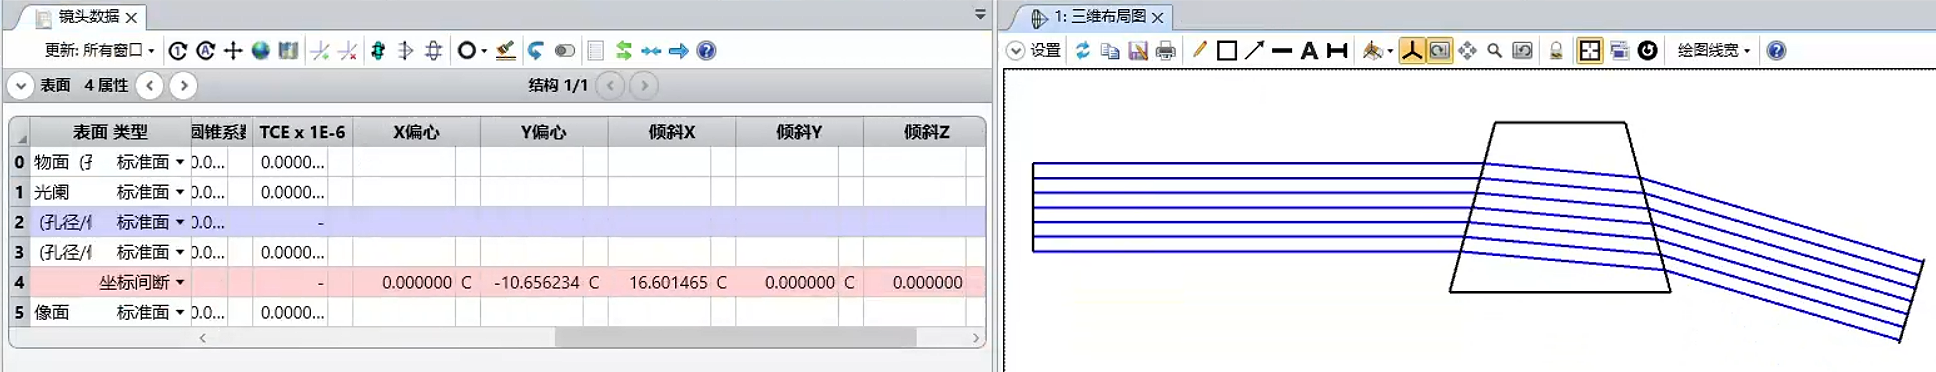 镜头数据
更新: 所有窗口
表面 4 属性 结构 1/1
表面 类型 圆锥系数 TCE x 1E-6 X偏心 Y偏心 倾斜X 倾斜Y 倾斜Z
0 物面 标准面 0.0... 0.0000...
1 光阑 标准面 0.0... 0.0000...
2 (孔径/ 标准面 0.0... -
3 (孔径/ 标准面 0.0... 0.0000...
4 坐标间断 - 0.000000 C -10.656234 C 16.601465 C 0.000000 C 0.000000
5 像面 标准面 0.0... 0.0000...
1: 三维布局图
设置 绘图线宽